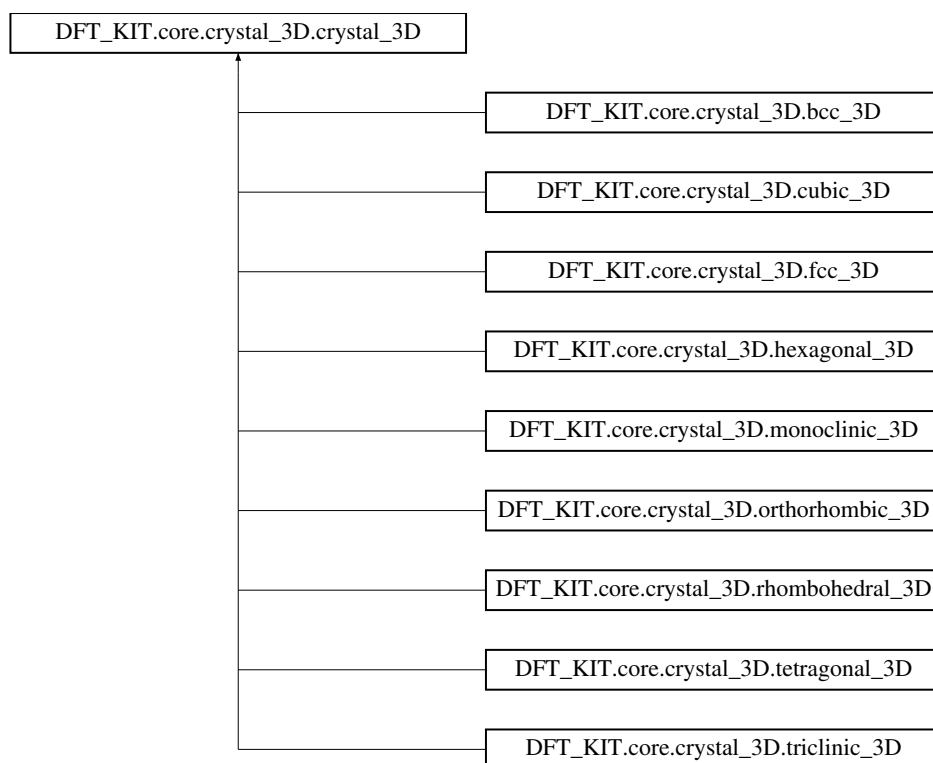 DFT_KIT.core.crystal_3D.crystal_3D
DFT_KIT.core.crystal_3D.bcc_3D
DFT_KIT.core.crystal_3D.cubic_3D
DFT_KIT.core.crystal_3D.fcc_3D
DFT_KIT.core.crystal_3D.hexagonal_3D
DFT_KIT.core.crystal_3D.monoclinic_3D
DFT_KIT.core.crystal_3D.orthorhombic_3D
DFT_KIT.core.crystal_3D.rhombohedral_3D
DFT_KIT.core.crystal_3D.tetragonal_3D
DFT_KIT.core.crystal_3D.triclinic_3D